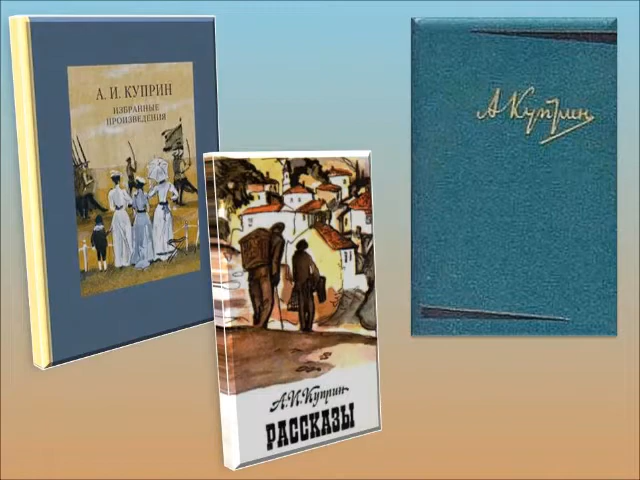 А. И. КУПРИН
ИЗБРАННЫЕ
ПРОИЗВЕДЕНИЯ
А.И.Куприн
РАССКАЗЫ
А Куприн